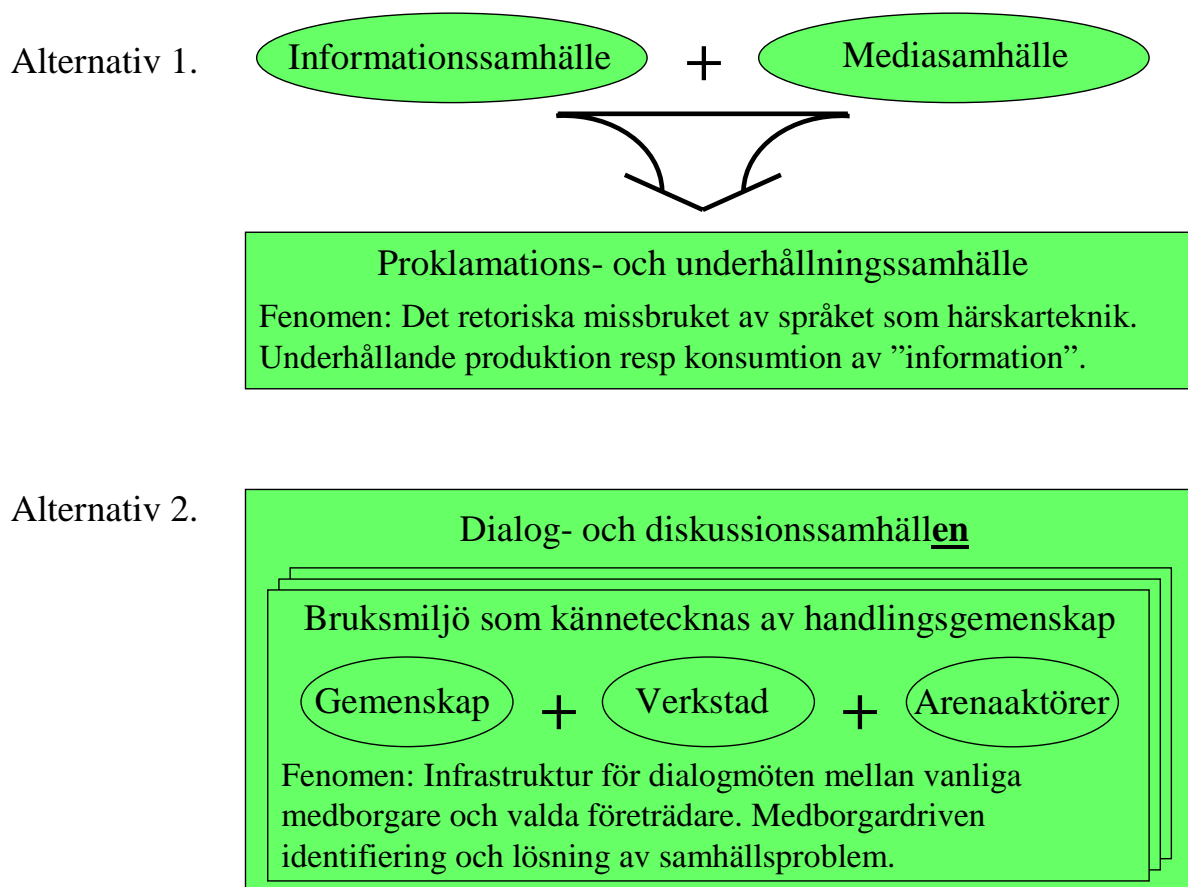 Alternativ 1.
Informationssamhälle + Mediasamhälle
Proklamations- och underhållningssamhälle
Fenomen: Det retoriska missbruket av språket som härskarteknik.
Underhållande produktion resp konsumtion av ”information”.
Alternativ 2.
Dialog- och diskussionssamhällen
Bruksmiljö som kännetecknas av handlingsgemenskap
Gemenskap + Verkstad + Arenaaktörer
Fenomen: Infrastruktur för dialogmöten mellan vanliga
medborgare och valda företrädare. Medborgardriven
identifiering och lösning av samhällsproblem.